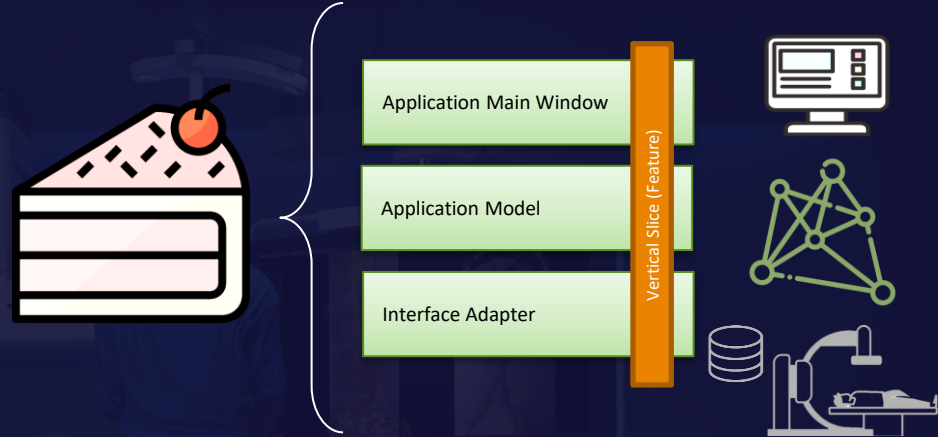 Application Main Window
Application Model
Interface Adapter
Vertical Slice (Feature)